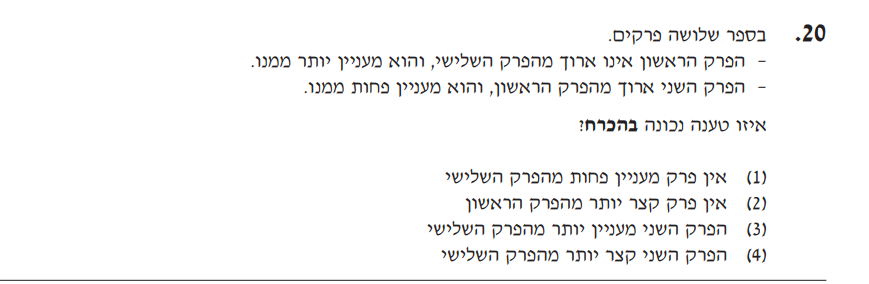 20. בספר שלושה פרקים.
– הפרק הראשון אינו ארוך מהפרק השלישי, והוא מעניין יותר ממנו.
– הפרק השני ארוך מהפרק הראשון, והוא מעניין פחות ממנו.
איזו טענה נכונה בהכרח?
(1) אין פרק מעניין פחות מהפרק השלישי
(2) אין פרק קצר יותר מהפרק הראשון
(3) הפרק השני מעניין יותר מהפרק השלישי
(4) הפרק השני קצר יותר מהפרק השלישי